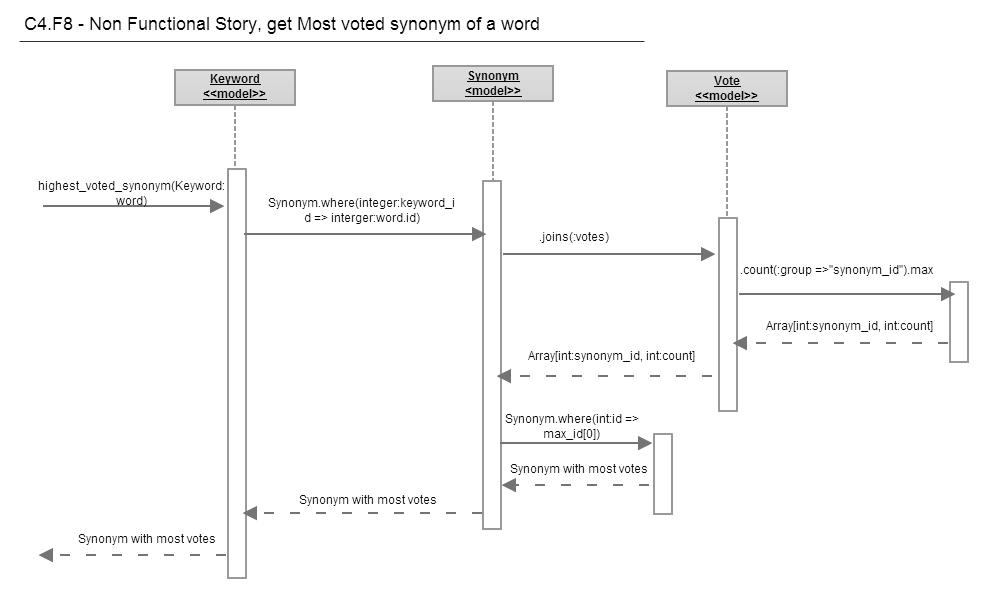 C4.F8 - Non Functional Story, get Most voted synonym of a word
Keyword
<<model>>
Synonym
<model>>
Vote
<<model>>
highest_voted_synonym(Keyword:
word)
Synonym.where(integer:keyword_i
d => interger:word.id)
.joins(:votes)
.count(:group =>"synonym_id").max
Array[int:synonym_id, int:count]
Array[int:synonym_id, int:count]
Synonym.where(int:id =>
max_id[0])
Synonym with most votes
Synonym with most votes
Synonym with most votes